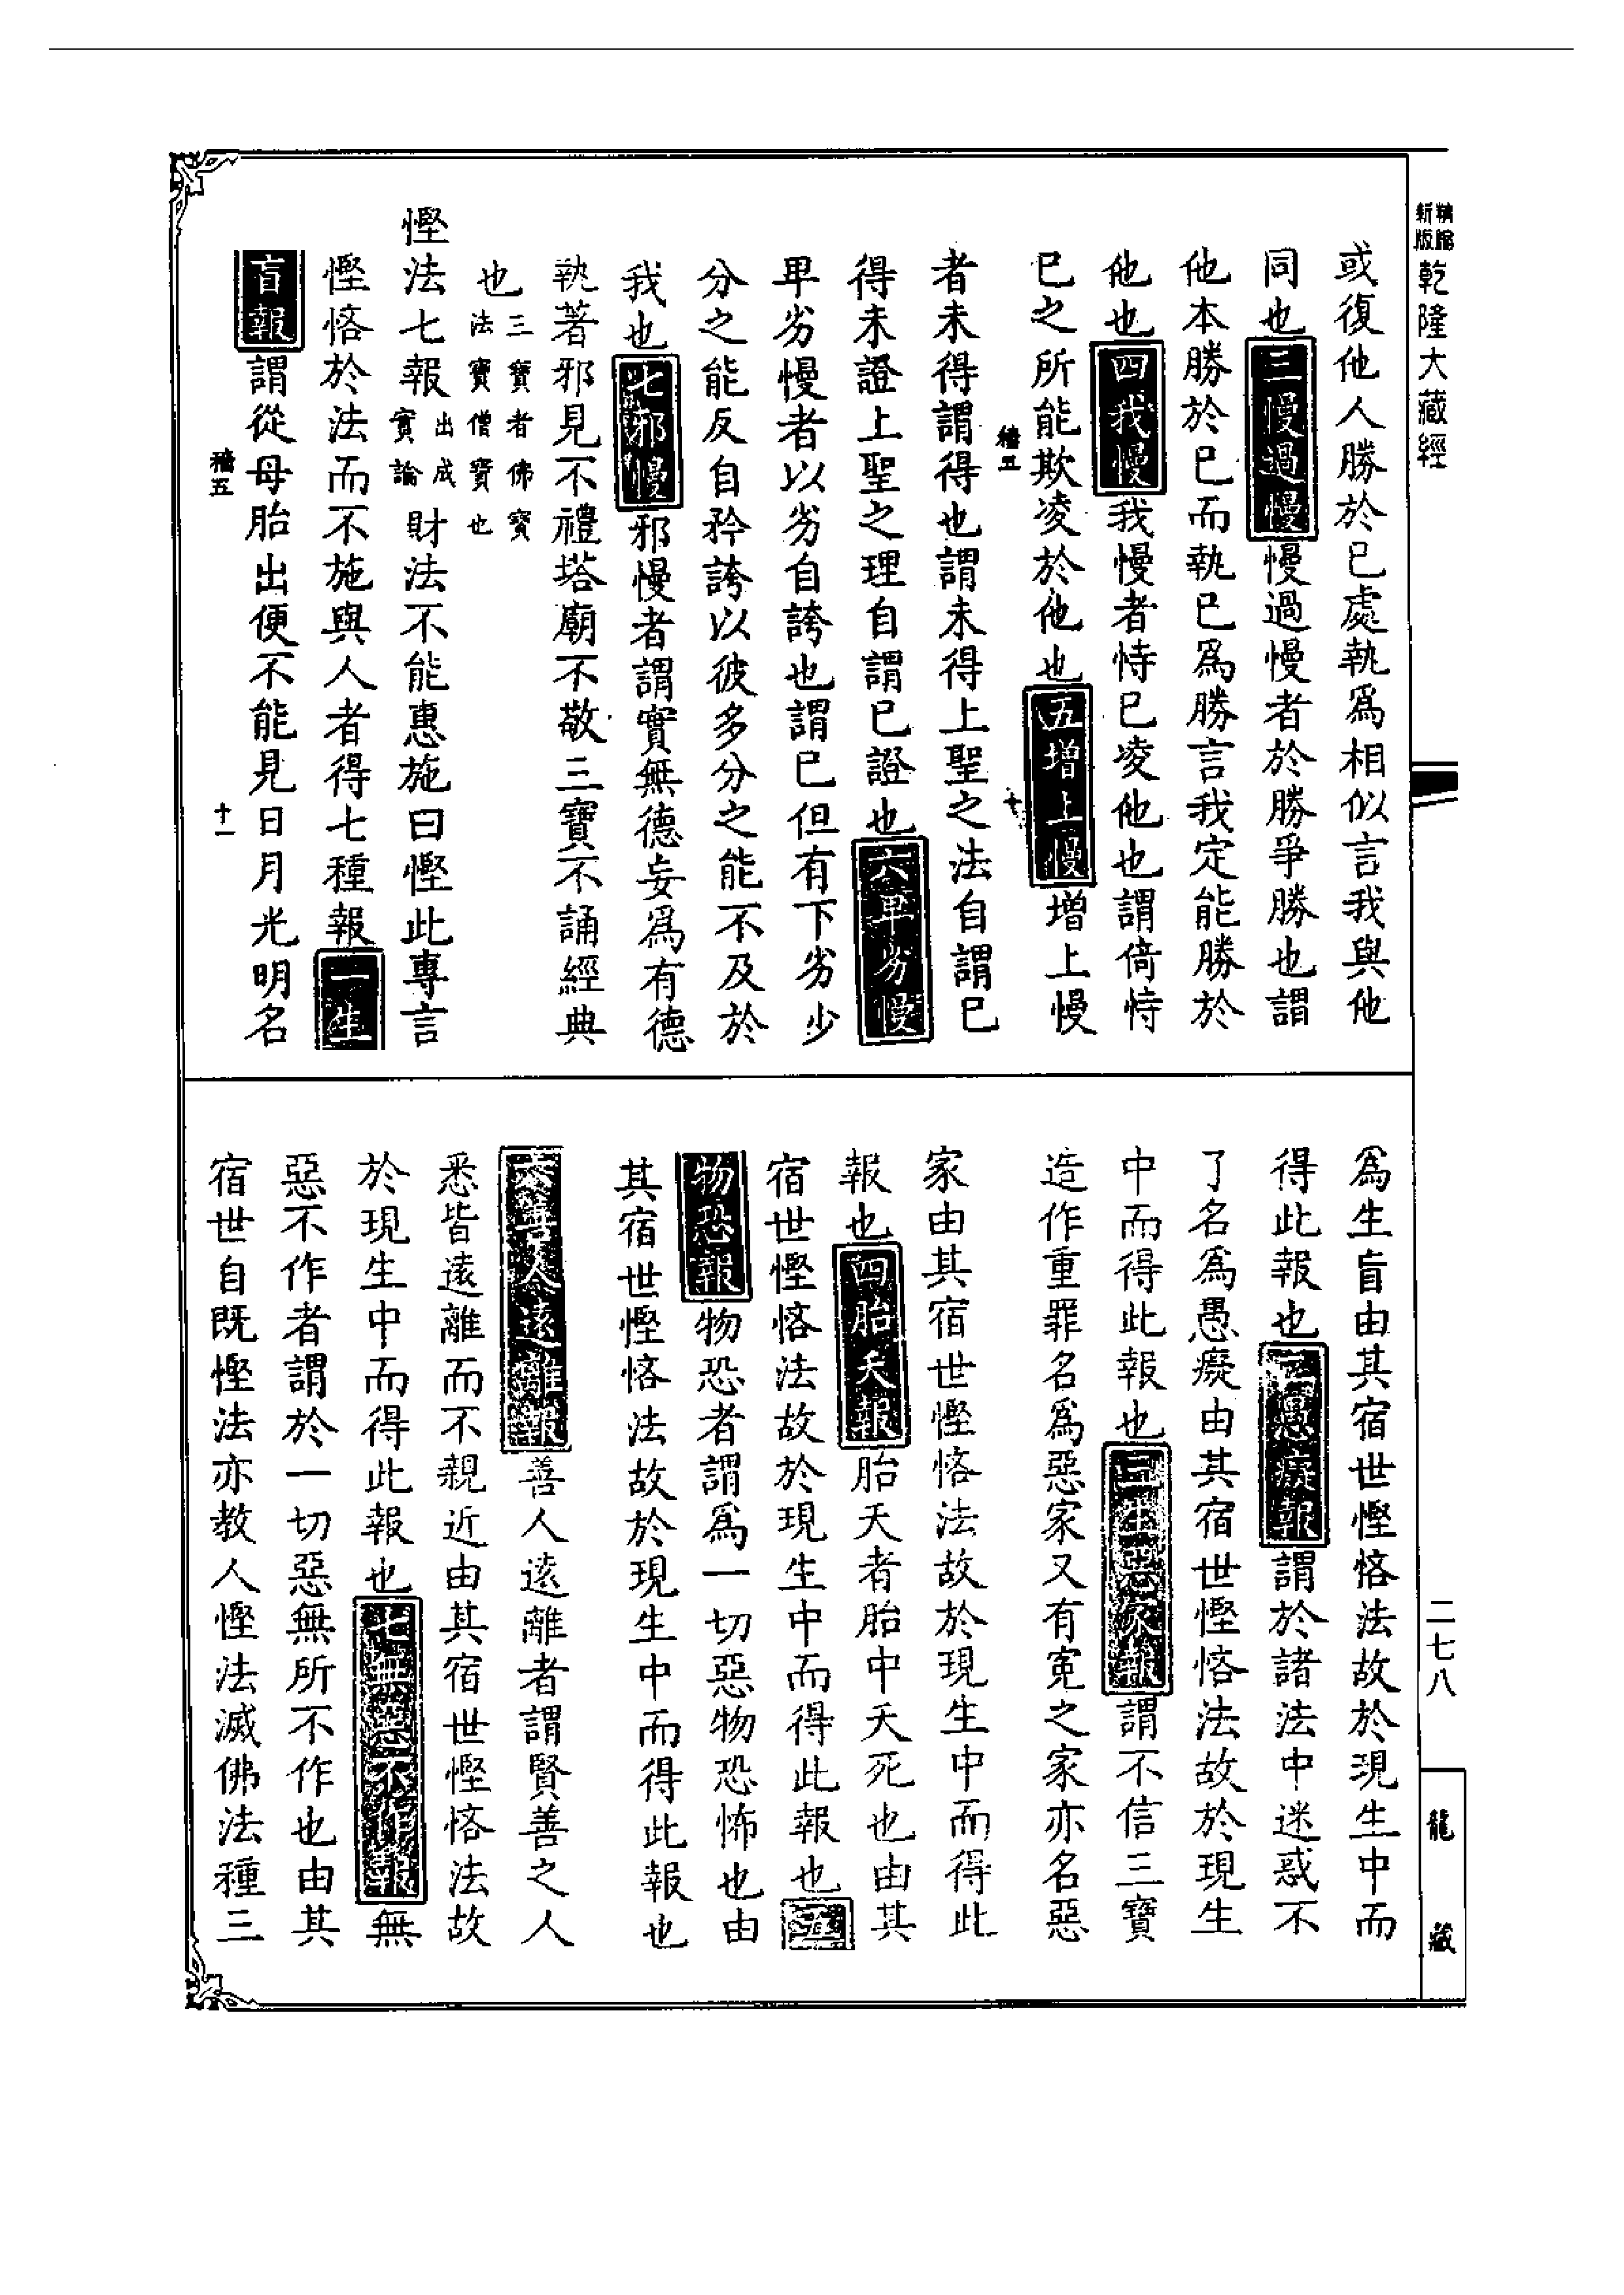 精縮新版
乾隆大藏經
或復他人勝於已處執爲相似言我與他
同也三慢過慢慢過慢者於勝爭勝也謂
他本勝於已而執已爲勝言我定能勝於
他也四我慢我慢者恃已凌他也謂倚恃
已之所能欺凌於他也五增上慢增上慢
者未得謂得也謂未得上聖之法自謂已
得未證上聖之理自謂已證也六卑劣慢
卑劣慢者以劣自誇也謂已但有下劣少
分之能反自矜誇以彼多分之能不及於
我也七邪慢邪慢者謂實無德妄爲有德
執著邪見不禮塔廟不敬三寶不誦經典
也三寶者佛寶法寶僧寶也
慳法七報出成實論財法不能惠施曰慳此專言
慳悋於法而不施與人者得七種報一生
盲報謂從母胎出便不能見日月光明名
爲生盲由其宿世慳悋法故於現生中而
得此報也二愚癡報謂於諸法中迷惑不
了名爲愚癡由其宿世慳悋法故於現生
中而得此報也三生惡家報謂不信三寶
造作重罪名爲惡家又有寃之家亦名惡
家由其宿世慳悋法故於現生中而得此
報也四胎夭報胎夭者胎中夭死也由其
宿世慳悋法故於現生中而得此報也五
物恐報物恐者謂爲一切惡物恐怖也由
其宿世慳悋法故於現生中而得此報也
六善人遠離報善人遠離者謂賢善之人
悉皆遠離而不親近由其宿世慳悋法故
於現生中而得此報也七無惡不作報無
惡不作者謂於一切惡無所不作也由其
宿世自既慳法亦教人慳法滅佛法種三
二七八
龍藏